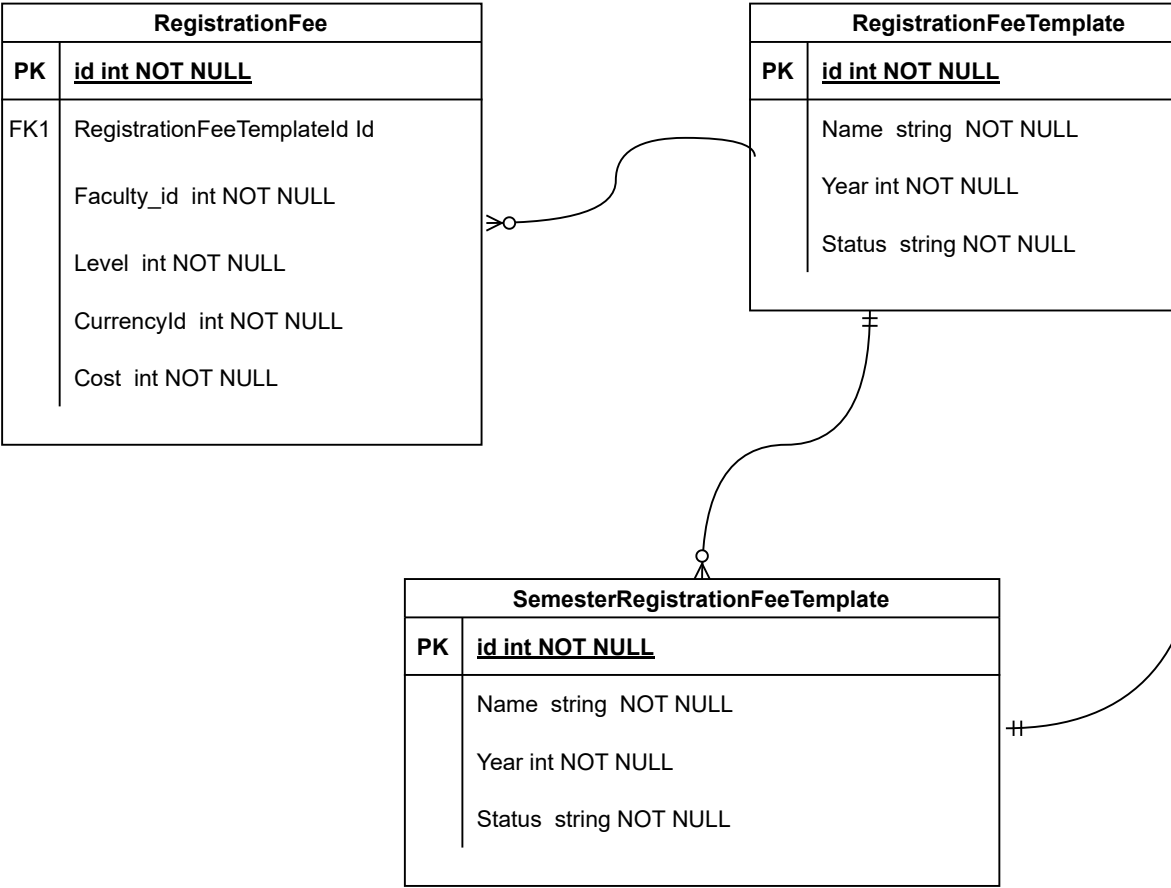 RegistrationFee
PK id int NOT NULL
FK1 RegistrationFeeTemplateId Id
Faculty_id int NOT NULL
Level int NOT NULL
CurrencyId int NOT NULL
Cost int NOT NULL
RegistrationFeeTemplate
PK id int NOT NULL
Name string NOT NULL
Year int NOT NULL
Status string NOT NULL
SemesterRegistrationFeeTemplate
PK id int NOT NULL
Name string NOT NULL
Year int NOT NULL
Status string NOT NULL